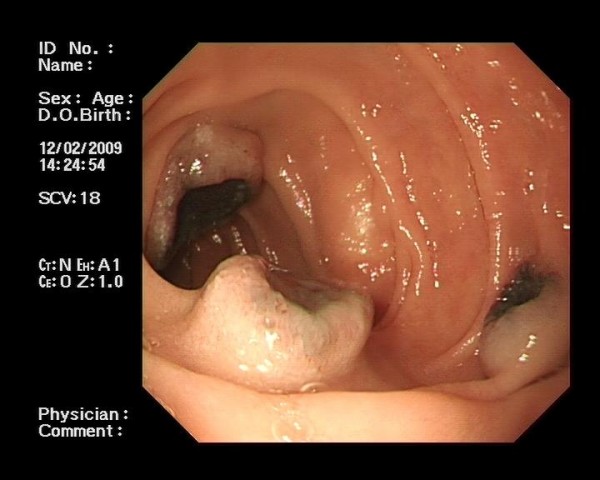 ID No. :
Name:
Sex: Age:
D.O.Birth:
12/02/2009
14:24:54
SCV:18
Ct:N Eh:A1
Ce:0 Z:1.0
Physician:
Comment: